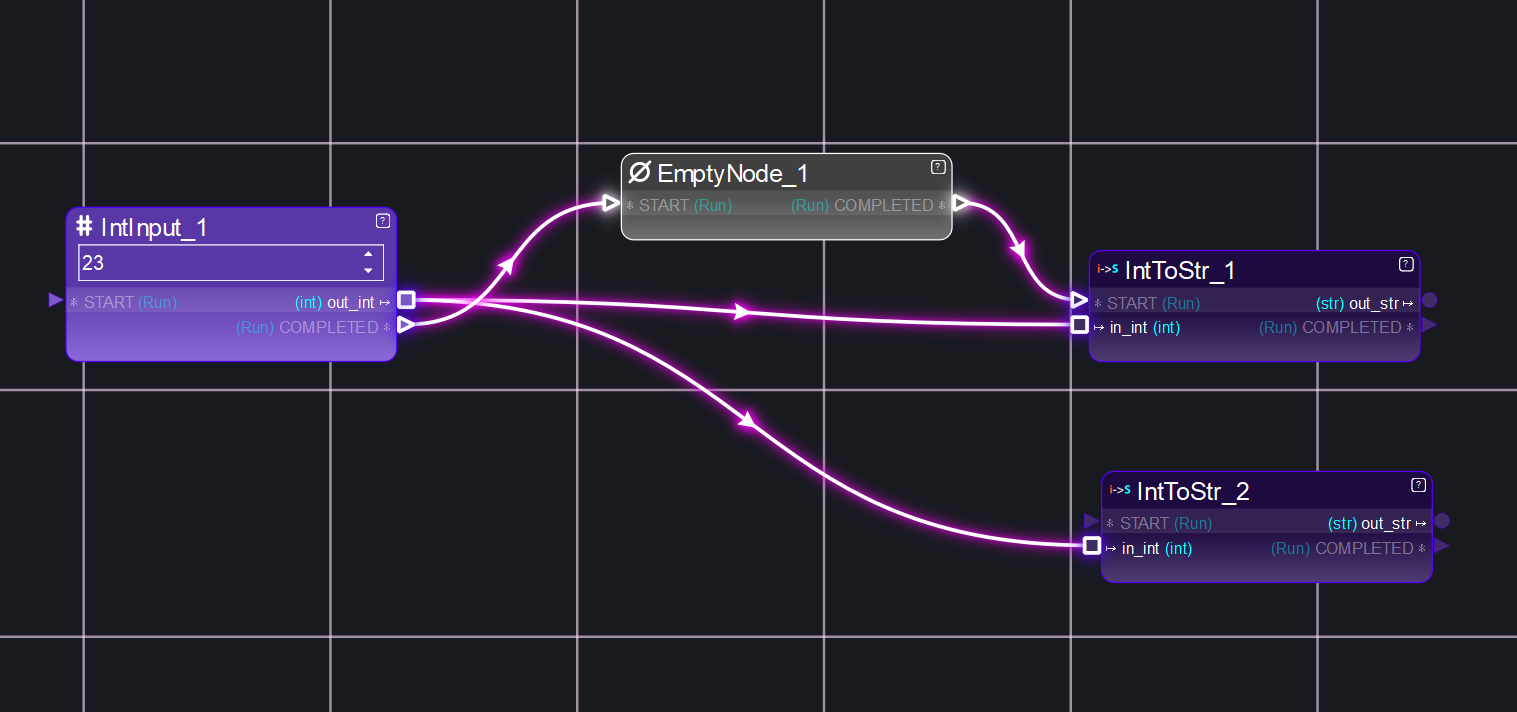 EmptyNode_1 ?
* START (Run) (Run) COMPLETED *
# IntInput_1 ?
23
* START (Run) (int) out_int ↦
(Run) COMPLETED *
i->s IntToStr_1 ?
* START (Run) (str) out_str ↦
↦ in_int (int) (Run) COMPLETED *
i->s IntToStr_2 ?
* START (Run) (str) out_str ↦
↦ in_int (int) (Run) COMPLETED *